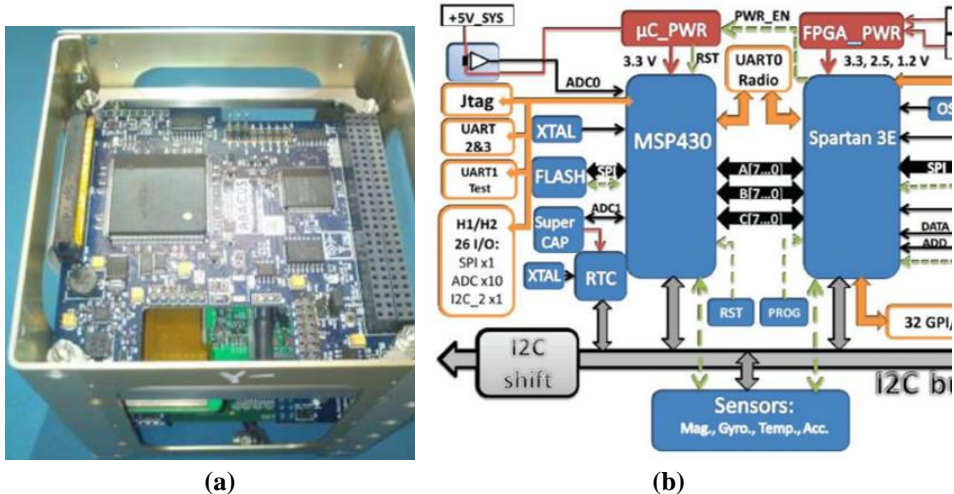 ABACUS
Y-
+5V_SYS
µC_PWR
PWR_EN
FPGA_PWR
3.3 V
RST
3.3, 2.5, 1.2 V
ADC0
UART0
Radio
Jtag
UART
2&3
XTAL
MSP430
Spartan 3E
OS
UART1
Test
FLASH
SPI
A[7...0]
SPI
B[7...0]
H1/H2
26 I/O:
SPI x1
ADC x10
I2C_2 x1
Super
CAP
ADC1
C[7...0]
DATA
ADD
XTAL
RTC
RST
PROG
32 GPI/
i2C
shift
i2C bu
Sensors:
Mag., Gyro., Temp., Acc.
(a)
(b)